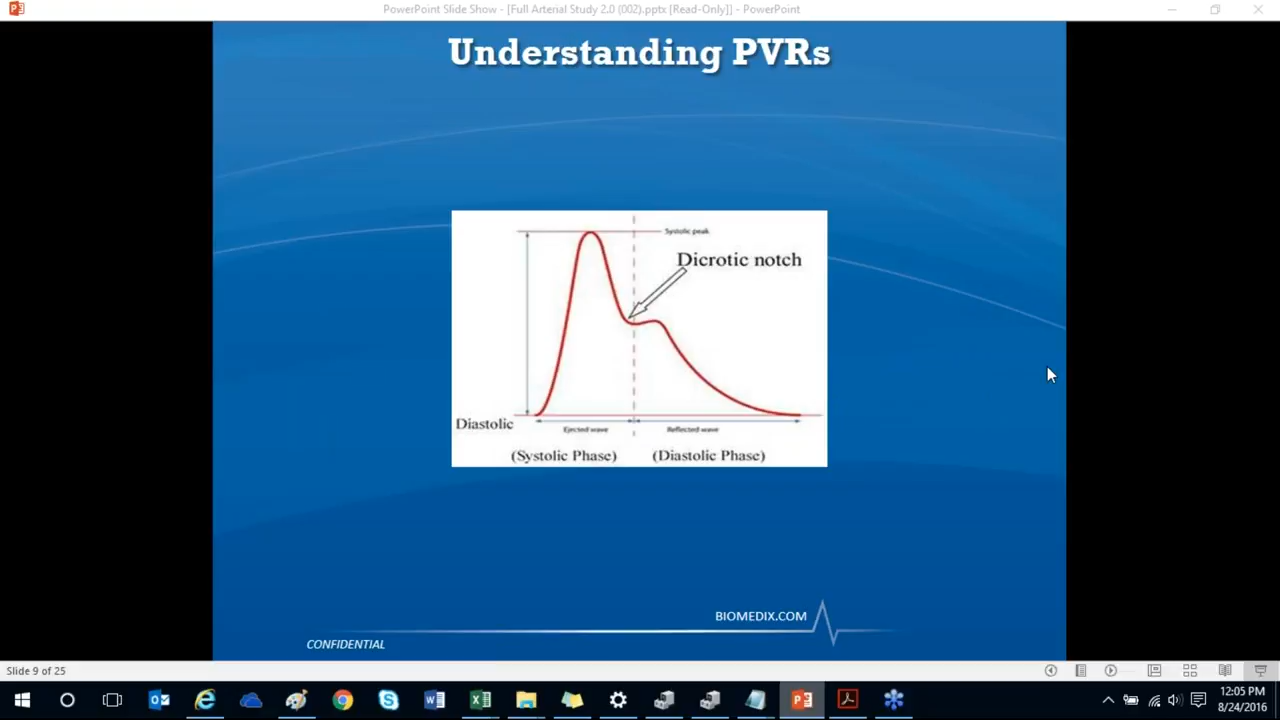 PowerPoint Slide Show - [Full Arterial Study 2.0 (002).pptx [Read-Only]] - PowerPoint
Understanding PVRs
Systolic peak
Dicrotic notch
Diastolic
Ejected wave
Reflected wave
(Systolic Phase)
(Diastolic Phase)
BIOMEDIX.COM
CONFIDENTIAL
Slide 9 of 25
12:05 PM
8/24/2016